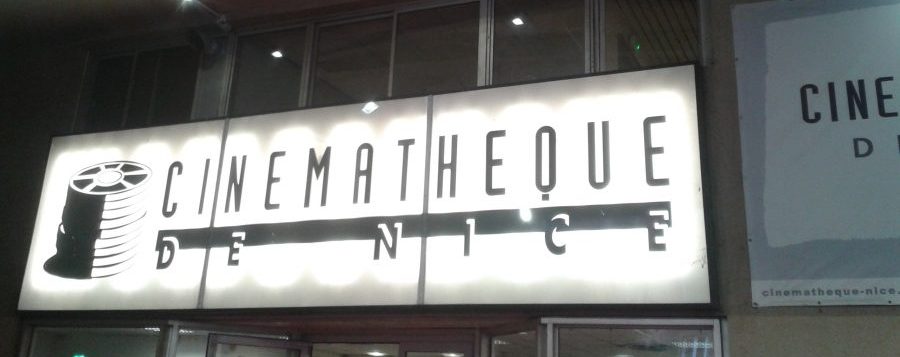 CINEMATHEQUE
DE NICE
CINE
D
cinematheque-nice.